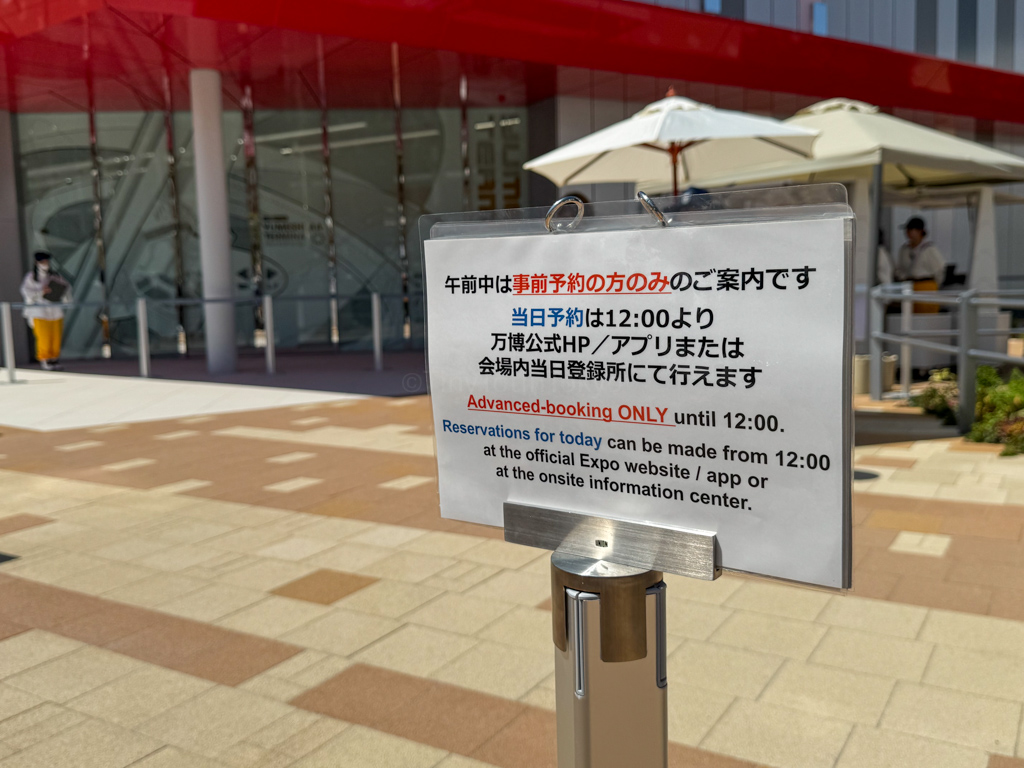 午前中は事前予約の方のみのご案内です
当日予約は12:00より
万博公式HP／アプリまたは
会場内当日登録所にて行えます
Advanced-booking ONLY until 12:00.
Reservations for today can be made from 12:00
at the official Expo website / app or
at the onsite information center.